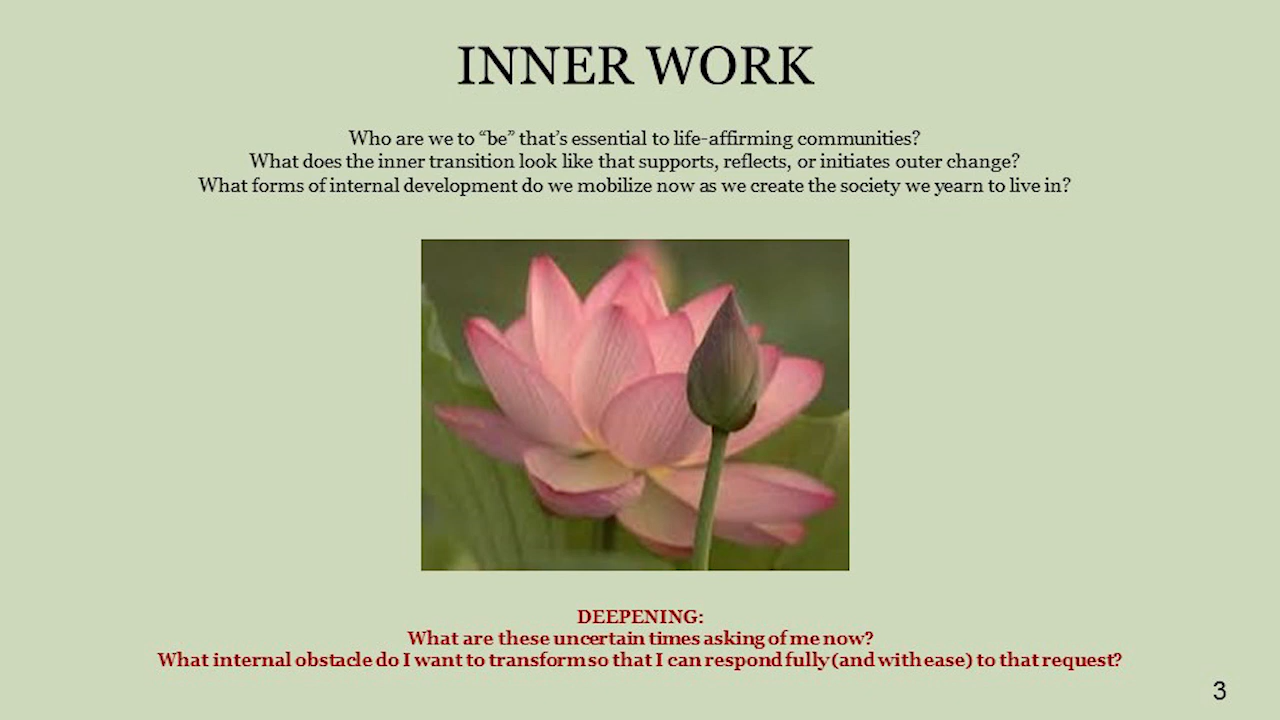 INNER WORK
Who are we to “be” that’s essential to life-affirming communities?
What does the inner transition look like that supports, reflects, or initiates outer change?
What forms of internal development do we mobilize now as we create the society we yearn to live in?
DEEPENING:
What are these uncertain times asking of me now?
What internal obstacle do I want to transform so that I can respond fully (and with ease) to that request?
3